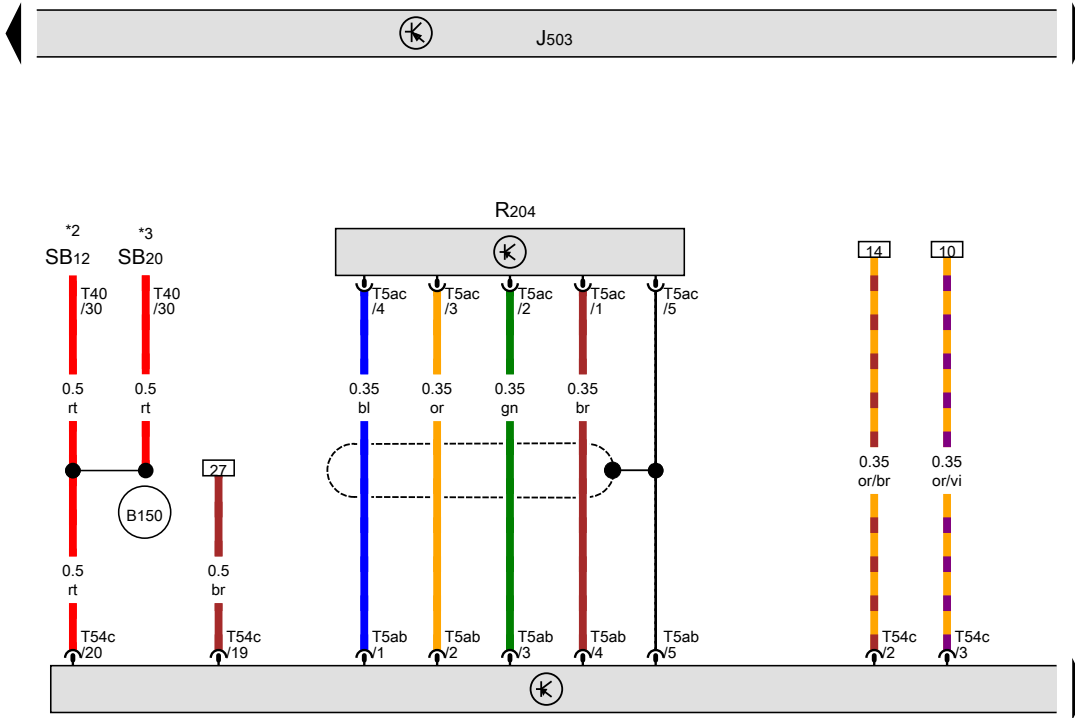 J503
R204
*2
*3
SB12
SB20
14
10
T40
/30
T40
/30
T5ac
/4
T5ac
/3
T5ac
/2
T5ac
/1
T5ac
/5
0.5
rt
0.5
rt
0.35
bl
0.35
or
0.35
gn
0.35
br
27
0.35
or/br
0.35
or/vi
B150
0.5
rt
0.5
br
T54c
/20
T54c
/19
T5ab
/1
T5ab
/2
T5ab
/3
T5ab
/4
T5ab
/5
T54c
/2
T54c
/3